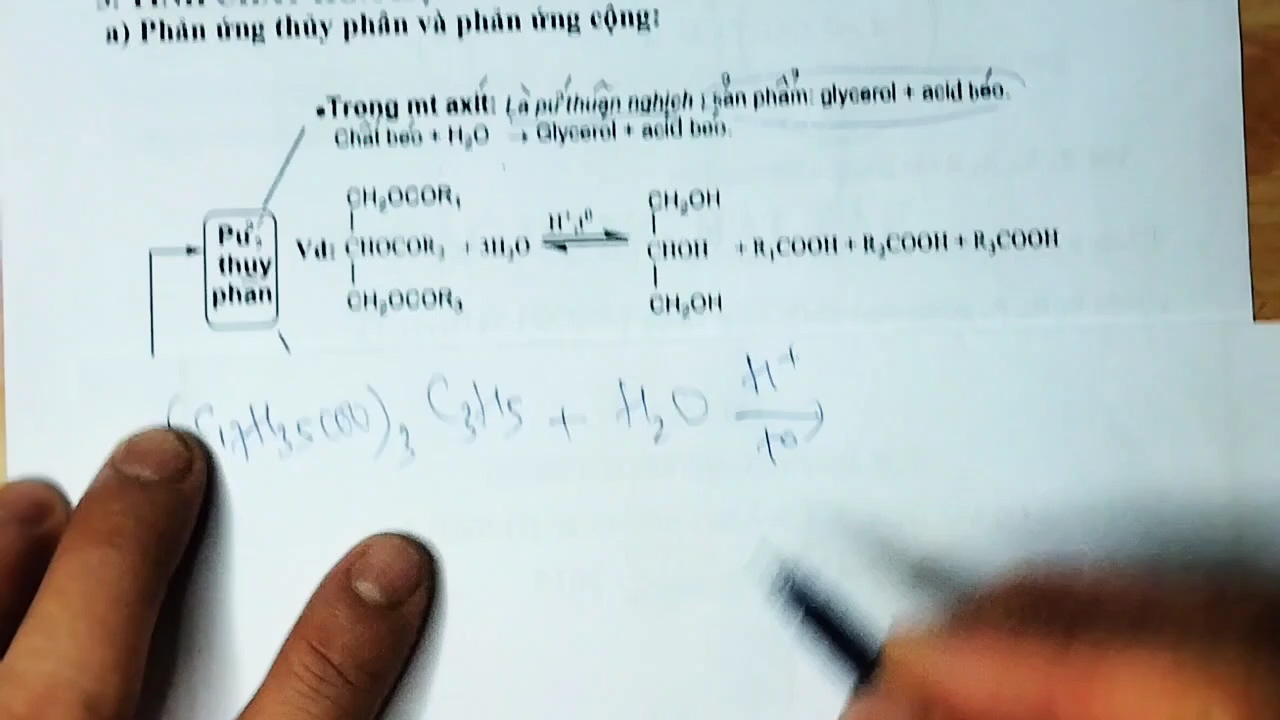 a) Phản ứng thủy phân và phản ứng cộng:
•Trong mt axit: Là pư thuận nghịch ; sản phẩm: glycerol + acid béo.
Chất béo + H₂O → Glycerol + acid béo.
CH₂OCOR₁ CH₂OH
Pư thủy phân Vd: CHOCOR₂ + 3H₂O H⁺,t⁰ ⇌ CHOH + R₁COOH + R₂COOH + R₃COOH
CH₂OCOR₃ CH₂OH
(C₁₇H₃₅COO)₃ C₃H₅ + H₂O H⁺ → t⁰